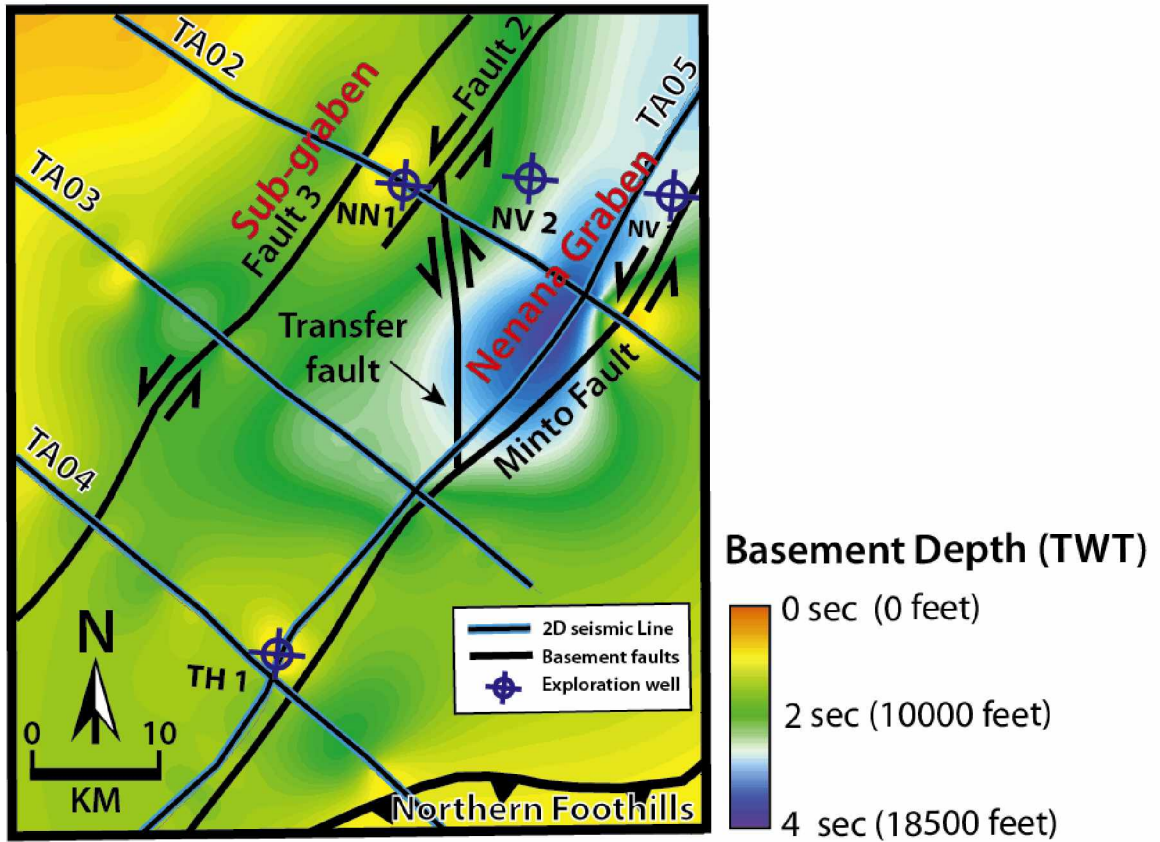 TA02
Fault 2
TA05
Sub-graben
TA03
Fault 3
NN1
NV 2
NV
Nenana Graben
Transfer
fault
Minto Fault
TA04
TH 1
N
0 10
KM
2D seismic Line
Basement faults
Exploration well
Northern Foothills
Basement Depth (TWT)
0 sec (0 feet)
2 sec (10000 feet)
4 sec (18500 feet)